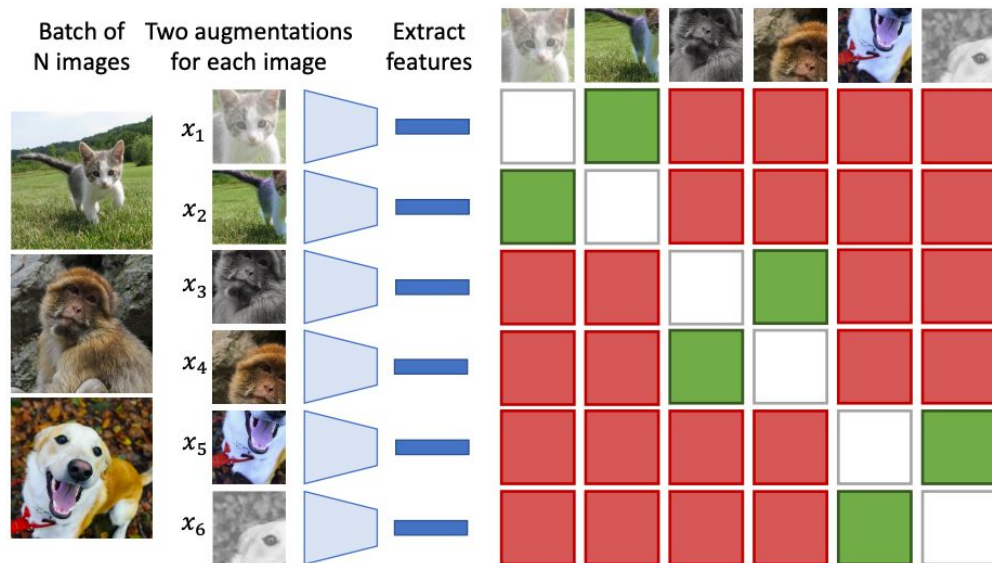 Batch of
N images
Two augmentations
for each image
Extract
features
x₁
x₂
x₃
x₄
x₅
x₆